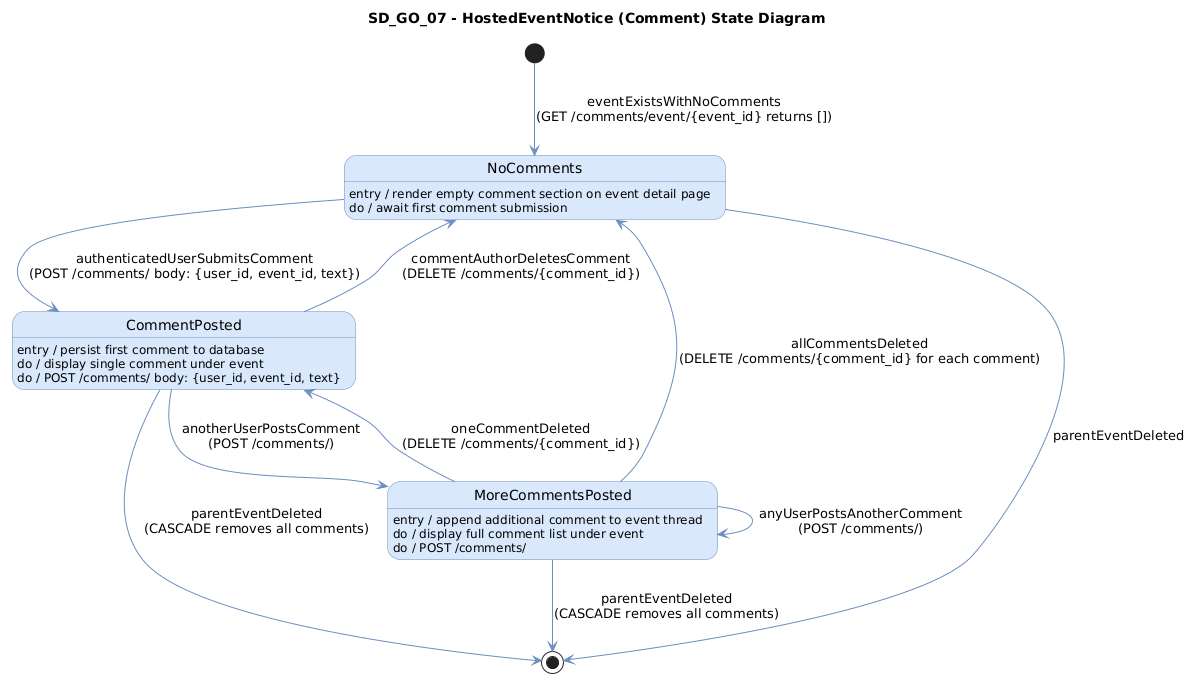 SD_GO_07 - HostedEventNotice (Comment) State Diagram
eventExistsWithNoComments
(GET /comments/event/{event_id} returns [])
NoComments
entry / render empty comment section on event detail page
do / await first comment submission
authenticatedUserSubmitsComment
(POST /comments/ body: {user_id, event_id, text})
commentAuthorDeletesComment
(DELETE /comments/{comment_id})
CommentPosted
entry / persist first comment to database
do / display single comment under event
do / POST /comments/ body: {user_id, event_id, text}
allCommentsDeleted
(DELETE /comments/{comment_id} for each comment)
anotherUserPostsComment
(POST /comments/)
oneCommentDeleted
(DELETE /comments/{comment_id})
parentEventDeleted
MoreCommentsPosted
entry / append additional comment to event thread
do / display full comment list under event
do / POST /comments/
anyUserPostsAnotherComment
(POST /comments/)
parentEventDeleted
(CASCADE removes all comments)
parentEventDeleted
(CASCADE removes all comments)